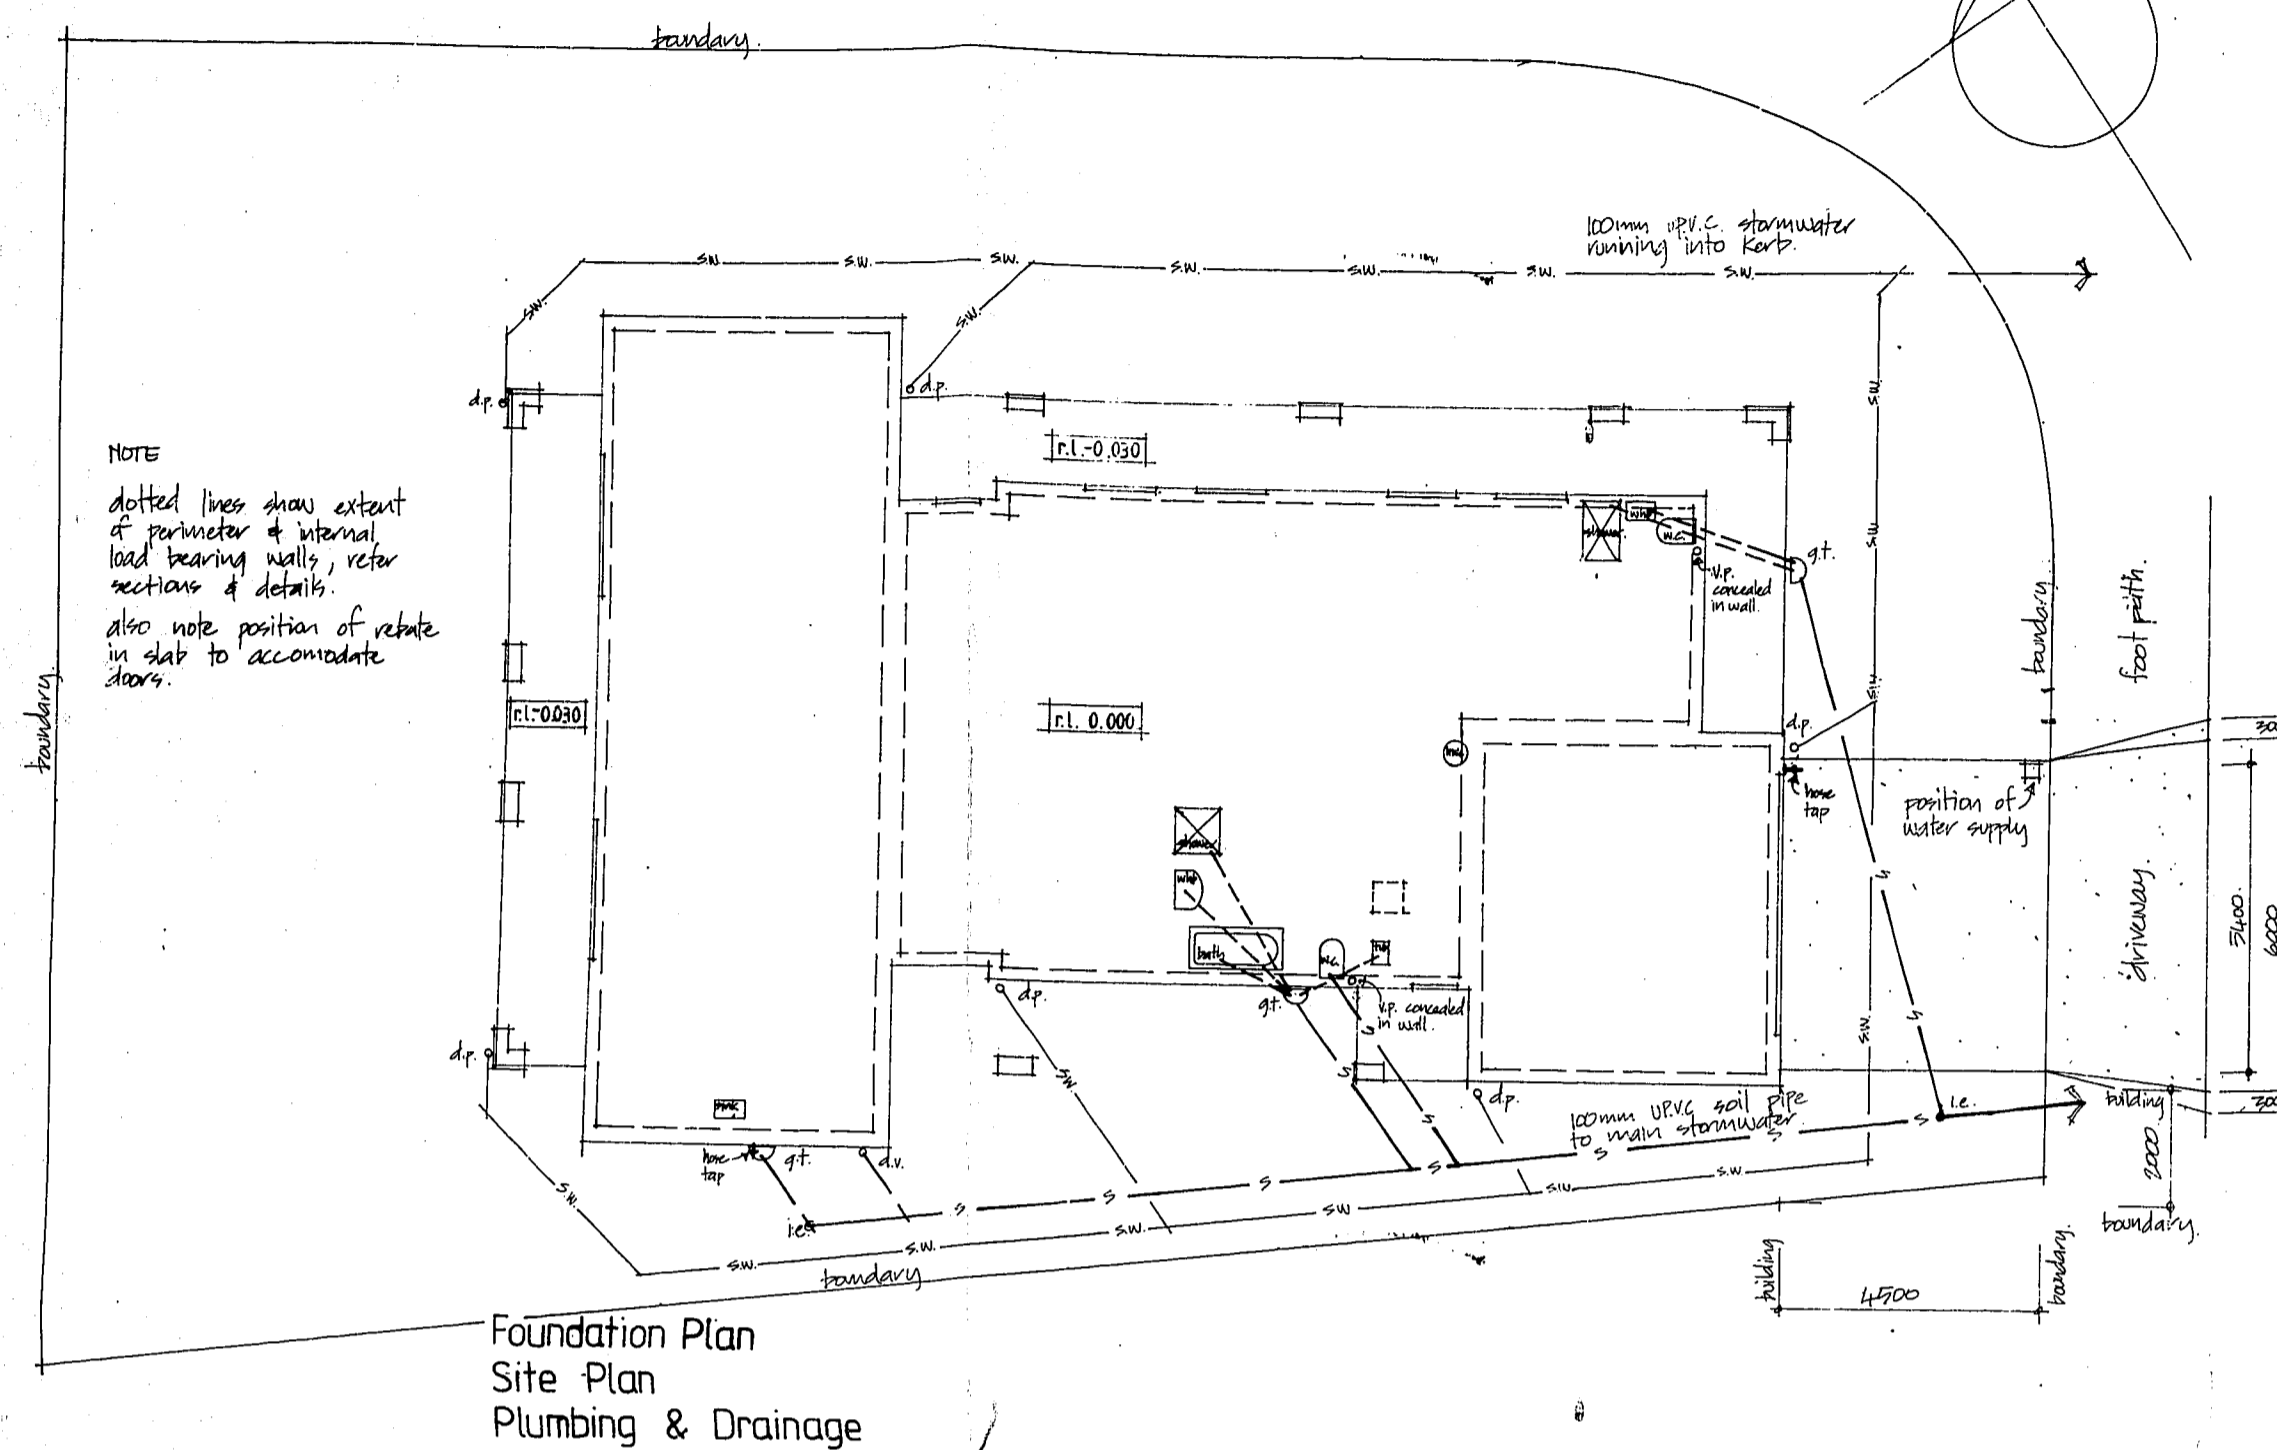 boundary.
100mm u.P.V.C. stormwater
running into Kerb.
s.w.
s.w.
s.w.
s.w.
s.w.
s.w.
s.w.
s.w.
s.w.
s.w.
d.p.
d.p.
r.l.-0.030
NOTE
dotted lines show extent
of perimeter & internal
load bearing walls, refer
sections & details.
also note position of rebate
in slab to accomodate
doors.
shower
whb
w.c.
g.t.
v.p.
concealed
in wall.
s.w.
boundary
foot path.
boundary.
r.l.-0.030
r.l. 0.000
s.w.
d.p.
hose
tap
position of
water supply
shower
whb
bath
w.c.
s
driveway.
5400.
6000
d.p.
g.t.
v.p. concealed
in wall.
s
s
s.w.
d.p.
s.w.
s
s
d.p.
sink
100mm U.P.V.C soil pipe
to main stormwater.
i.e.
building
2000
hose
tap
g.t.
d.v.
s
s
s
s
s
s
s
s.w.
i.e.
s.w.
s.w.
s.w.
s.w.
s.w.
s.w.
boundary
boundary.
building
4500
boundary.
Foundation Plan
Site Plan
Plumbing & Drainage